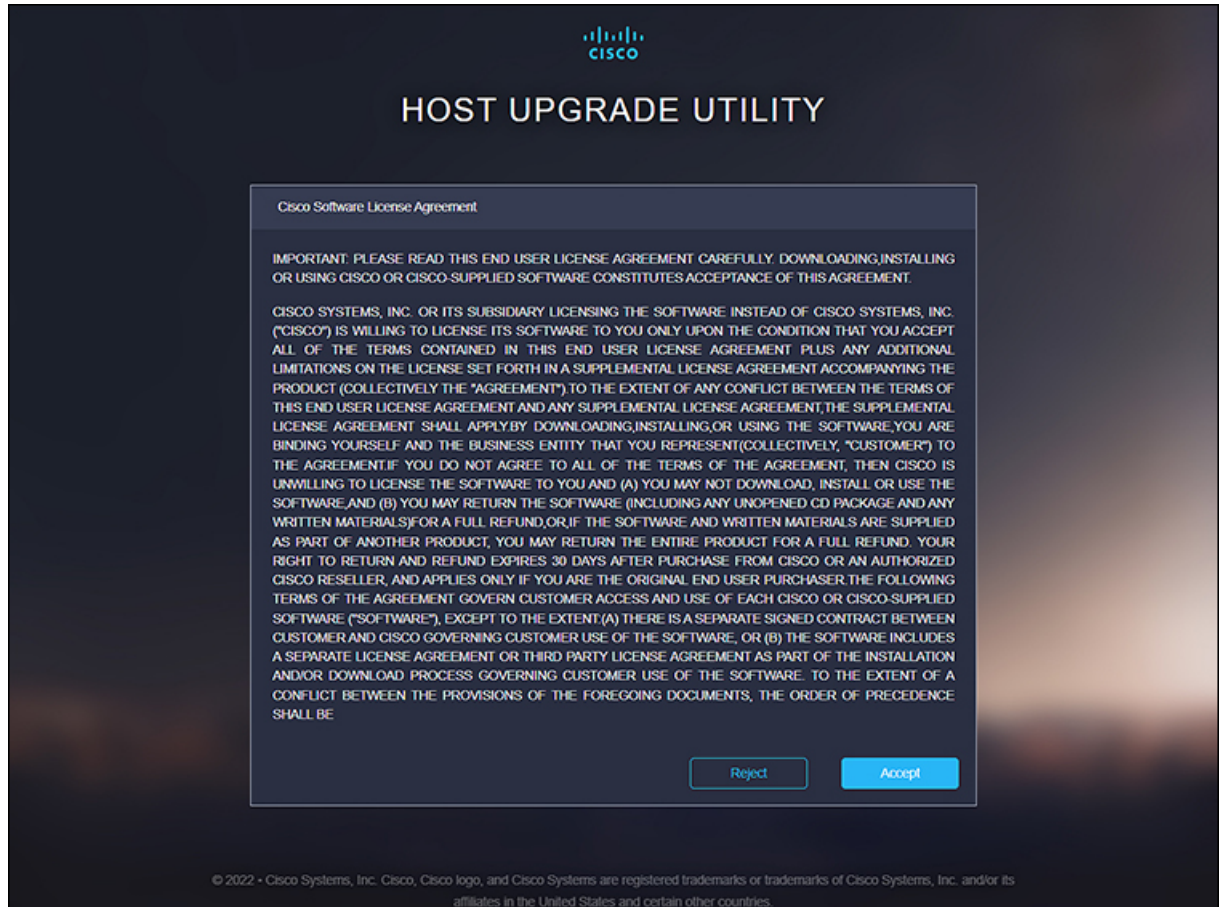 CISCO
HOST UPGRADE UTILITY
Cisco Software License Agreement
IMPORTANT: PLEASE READ THIS END USER LICENSE AGREEMENT CAREFULLY. DOWNLOADING,INSTALLING
OR USING CISCO OR CISCO-SUPPLIED SOFTWARE CONSTITUTES ACCEPTANCE OF THIS AGREEMENT.
CISCO SYSTEMS, INC. OR ITS SUBSIDIARY LICENSING THE SOFTWARE INSTEAD OF CISCO SYSTEMS, INC.
("CISCO") IS WILLING TO LICENSE ITS SOFTWARE TO YOU ONLY UPON THE CONDITION THAT YOU ACCEPT
ALL OF THE TERMS CONTAINED IN THIS END USER LICENSE AGREEMENT PLUS ANY ADDITIONAL
LIMITATIONS ON THE LICENSE SET FORTH IN A SUPPLEMENTAL LICENSE AGREEMENT ACCOMPANYING THE
PRODUCT (COLLECTIVELY THE "AGREEMENT").TO THE EXTENT OF ANY CONFLICT BETWEEN THE TERMS OF
THIS END USER LICENSE AGREEMENT AND ANY SUPPLEMENTAL LICENSE AGREEMENT,THE SUPPLEMENTAL
LICENSE AGREEMENT SHALL APPLY.BY DOWNLOADING,INSTALLING,OR USING THE SOFTWARE,YOU ARE
BINDING YOURSELF AND THE BUSINESS ENTITY THAT YOU REPRESENT(COLLECTIVELY, "CUSTOMER") TO
THE AGREEMENT.IF YOU DO NOT AGREE TO ALL OF THE TERMS OF THE AGREEMENT, THEN CISCO IS
UNWILLING TO LICENSE THE SOFTWARE TO YOU AND (A) YOU MAY NOT DOWNLOAD, INSTALL OR USE THE
SOFTWARE,AND (B) YOU MAY RETURN THE SOFTWARE (INCLUDING ANY UNOPENED CD PACKAGE AND ANY
WRITTEN MATERIALS)FOR A FULL REFUND,OR,IF THE SOFTWARE AND WRITTEN MATERIALS ARE SUPPLIED
AS PART OF ANOTHER PRODUCT, YOU MAY RETURN THE ENTIRE PRODUCT FOR A FULL REFUND. YOUR
RIGHT TO RETURN AND REFUND EXPIRES 30 DAYS AFTER PURCHASE FROM CISCO OR AN AUTHORIZED
CISCO RESELLER, AND APPLIES ONLY IF YOU ARE THE ORIGINAL END USER PURCHASER.THE FOLLOWING
TERMS OF THE AGREEMENT GOVERN CUSTOMER ACCESS AND USE OF EACH CISCO OR CISCO-SUPPLIED
SOFTWARE ("SOFTWARE"), EXCEPT TO THE EXTENT:(A) THERE IS A SEPARATE SIGNED CONTRACT BETWEEN
CUSTOMER AND CISCO GOVERNING CUSTOMER USE OF THE SOFTWARE, OR (B) THE SOFTWARE INCLUDES
A SEPARATE LICENSE AGREEMENT OR THIRD PARTY LICENSE AGREEMENT AS PART OF THE INSTALLATION
AND/OR DOWNLOAD PROCESS GOVERNING CUSTOMER USE OF THE SOFTWARE. TO THE EXTENT OF A
CONFLICT BETWEEN THE PROVISIONS OF THE FOREGOING DOCUMENTS, THE ORDER OF PRECEDENCE
SHALL BE
Reject Accept
© 2022 • Cisco Systems, Inc. Cisco, Cisco logo, and Cisco Systems are registered trademarks or trademarks of Cisco Systems, Inc. and/or its
affiliates in the United States and certain other countries.